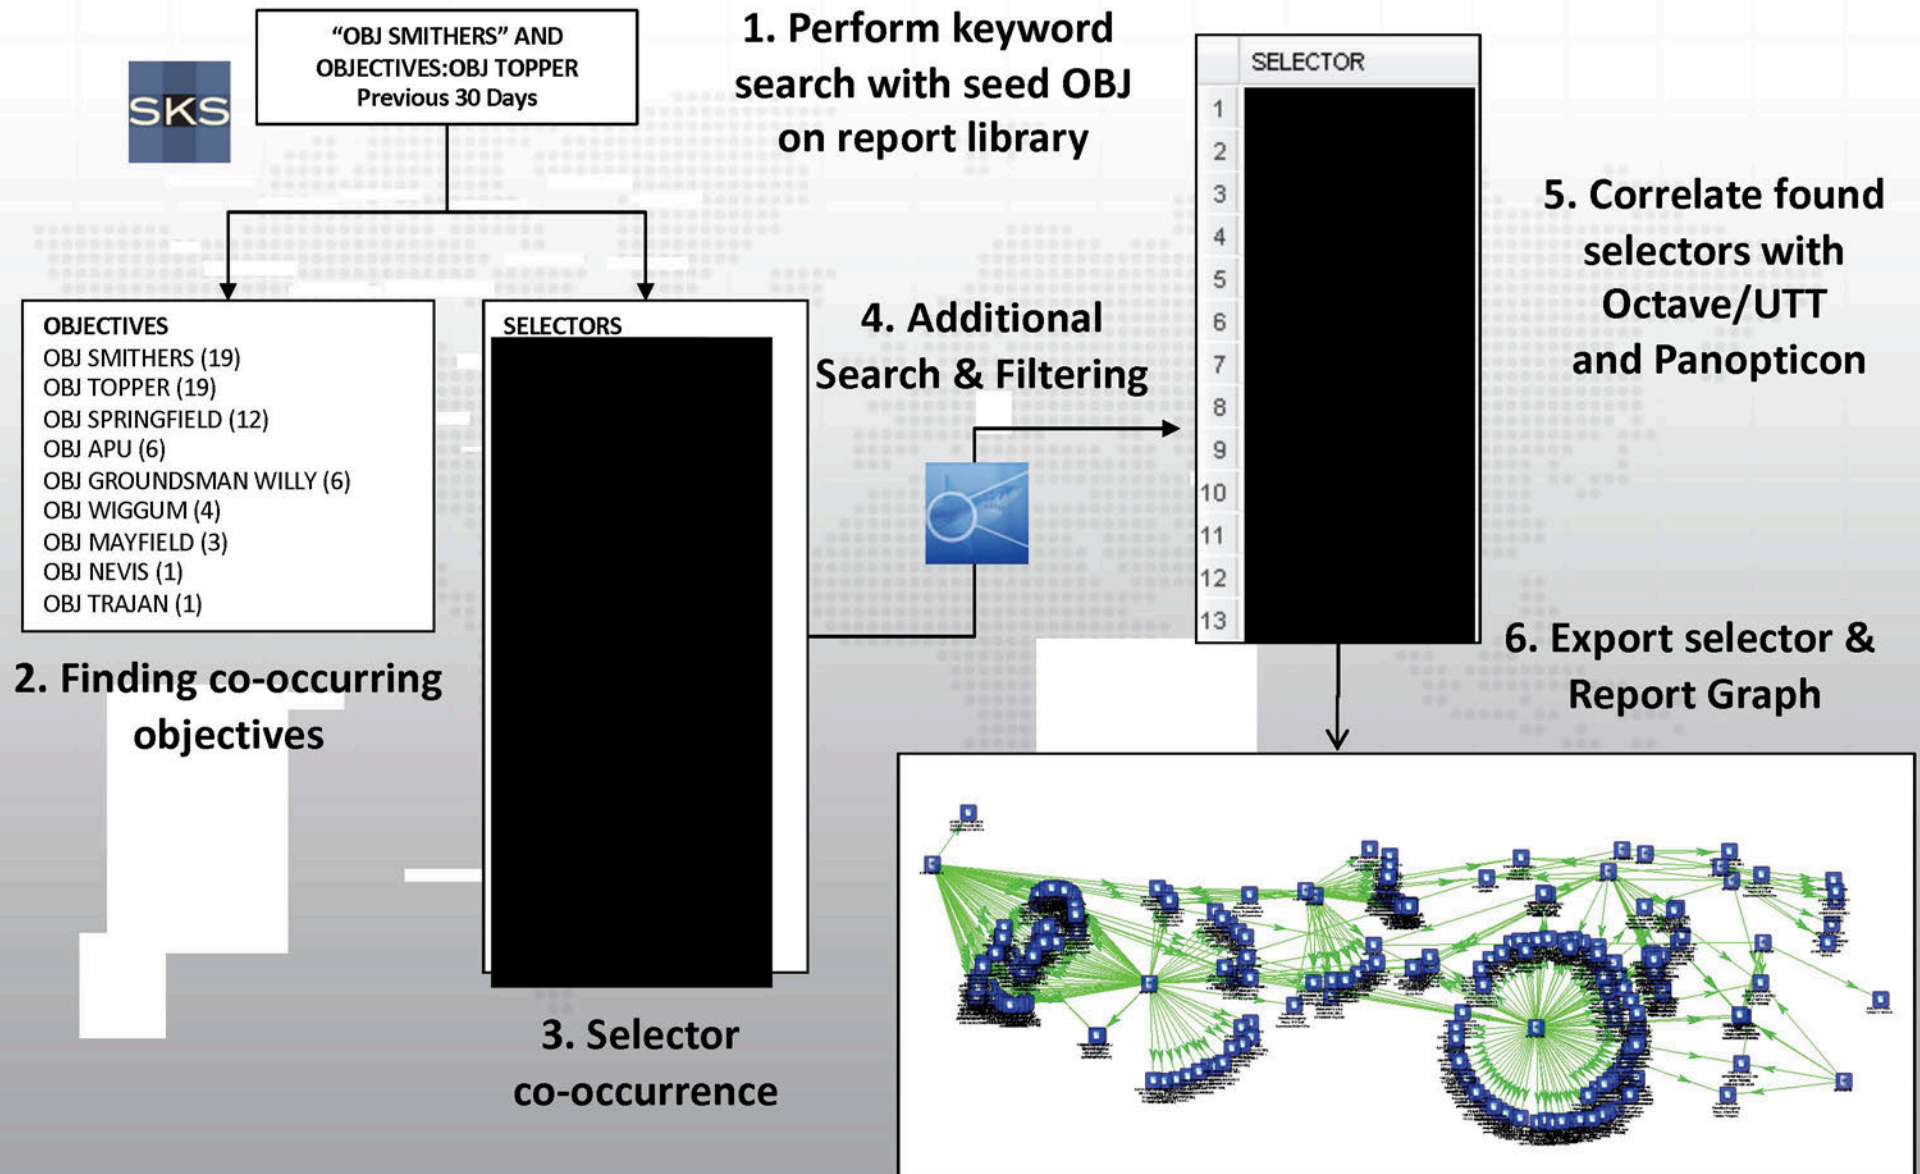 "OBJ SMITHERS" AND
OBJECTIVES:OBJ TOPPER
Previous 30 Days
SKS
1. Perform keyword
search with seed OBJ
on report library
OBJECTIVES
OBJ SMITHERS (19)
OBJ TOPPER (19)
OBJ SPRINGFIELD (12)
OBJ APU (6)
OBJ GROUNDSMAN WILLY (6)
OBJ WIGGUM (4)
OBJ MAYFIELD (3)
OBJ NEVIS (1)
OBJ TRAJAN (1)
2. Finding co-occurring
objectives
SELECTORS
3. Selector
co-occurrence
4. Additional
Search & Filtering
SELECTOR
1
2
3
4
5
6
7
8
9
10
11
12
13
5. Correlate found
selectors with
Octave/UTT
and Panopticon
6. Export selector &
Report Graph